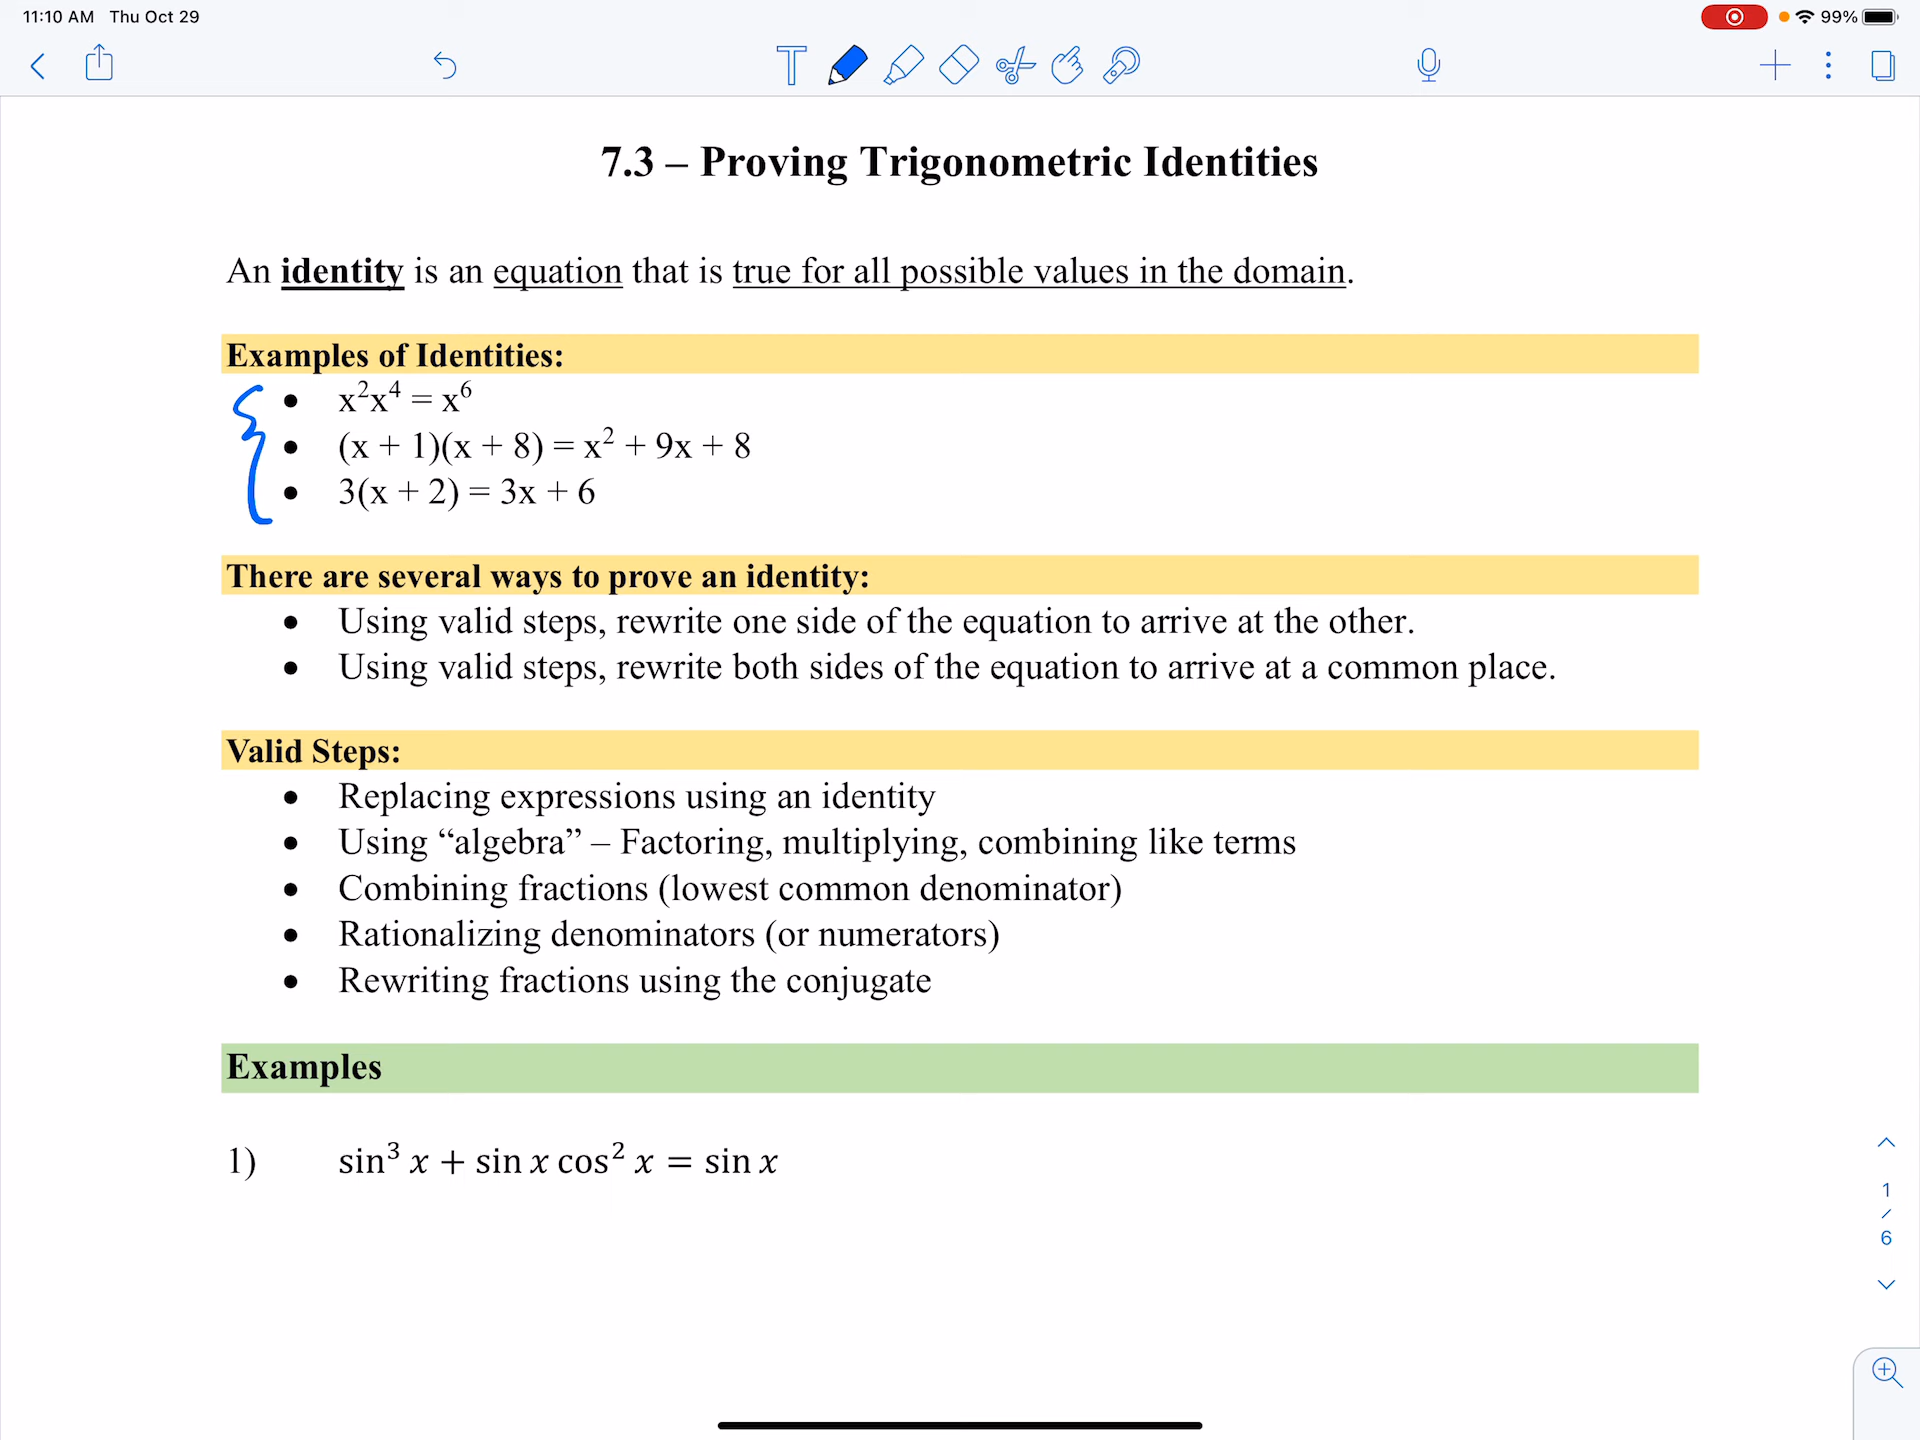 11:10 AM Thu Oct 29 99%
T
7.3 – Proving Trigonometric Identities
An identity is an equation that is true for all possible values in the domain.
Examples of Identities:
• x²x⁴ = x⁶
• (x + 1)(x + 8) = x² + 9x + 8
• 3(x + 2) = 3x + 6
There are several ways to prove an identity:
• Using valid steps, rewrite one side of the equation to arrive at the other.
• Using valid steps, rewrite both sides of the equation to arrive at a common place.
Valid Steps:
• Replacing expressions using an identity
• Using “algebra” – Factoring, multiplying, combining like terms
• Combining fractions (lowest common denominator)
• Rationalizing denominators (or numerators)
• Rewriting fractions using the conjugate
Examples
1) sin³ x + sin x cos² x = sin x
1
/
6